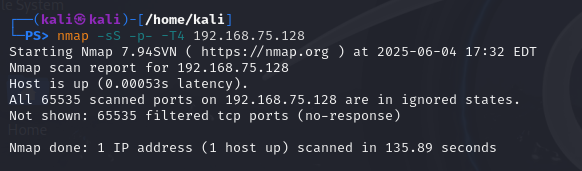 le System
┌──(kali㉿kali)-[/home/kali]
└─PS> nmap -sS -p- -T4 192.168.75.128
Starting Nmap 7.94SVN ( https://nmap.org ) at 2025-06-04 17:32 EDT
Nmap scan report for 192.168.75.128
Host is up (0.00053s latency).
All 65535 scanned ports on 192.168.75.128 are in ignored states.
Not shown: 65535 filtered tcp ports (no-response)
Home
Nmap done: 1 IP address (1 host up) scanned in 135.89 seconds